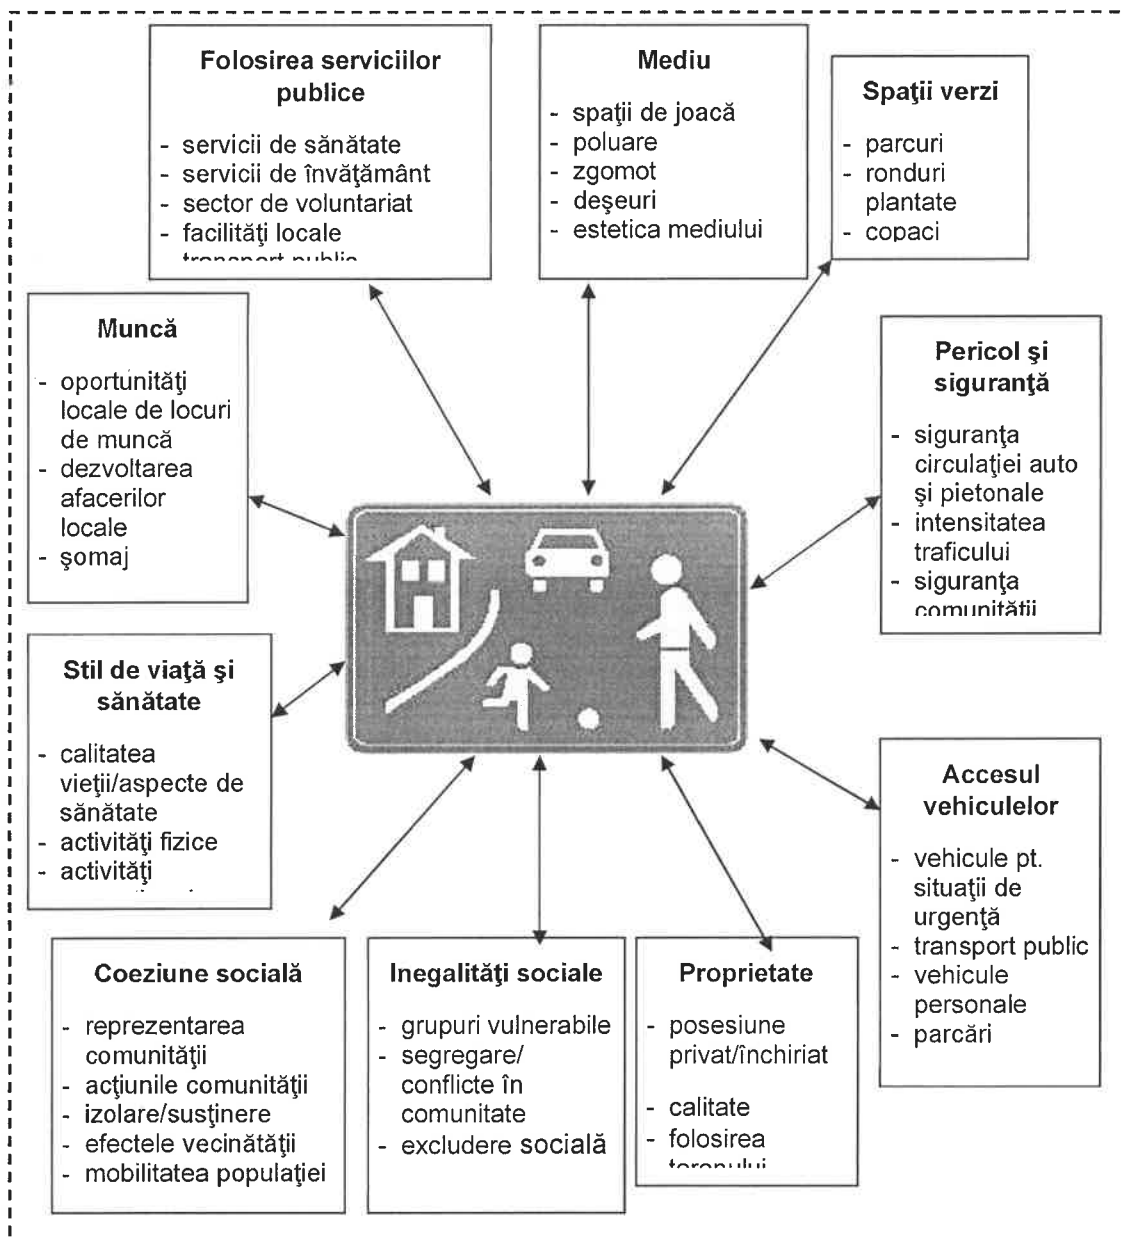 Folosirea serviciilor
publice
- servicii de sănătate
- servicii de învăţământ
- sector de voluntariat
- facilităţi locale
Mediu
- spaţii de joacă
- poluare
- zgomot
- deşeuri
- estetica mediului
Spaţii verzi
- parcuri
- ronduri
plantate
- copaci
Muncă
- oportunităţi
locale de locuri
de muncă
- dezvoltarea
afacerilor
locale
- şomaj
Pericol şi
siguranţă
- siguranţa
circulaţiei auto
şi pietonale
- intensitatea
traficului
- siguranţa
comunităţii
Stil de viaţă şi
sănătate
- calitatea
vieţii/aspecte de
sănătate
- activităţi fizice
- activităţi
Accesul
vehiculelor
- vehicule pt.
situaţii de
urgenţă
- transport public
- vehicule
personale
- parcări
Coeziune socială
- reprezentarea
comunităţii
- acţiunile comunităţii
- izolare/susţinere
- efectele vecinătăţii
- mobilitatea populaţiei
Inegalităţi sociale
- grupuri vulnerabile
- segregare/
conflicte în
comunitate
- excludere socială
Proprietate
- posesiune
privat/închiriat
- calitate
- folosirea